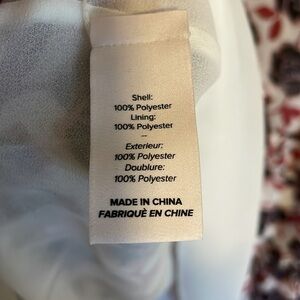 Shell:
100% Polyester
Lining:
100% Polyester
--
Exterieur:
100% Polyester
Doublure:
100% Polyester
MADE IN CHINA
FABRIQUÈ EN CHINE